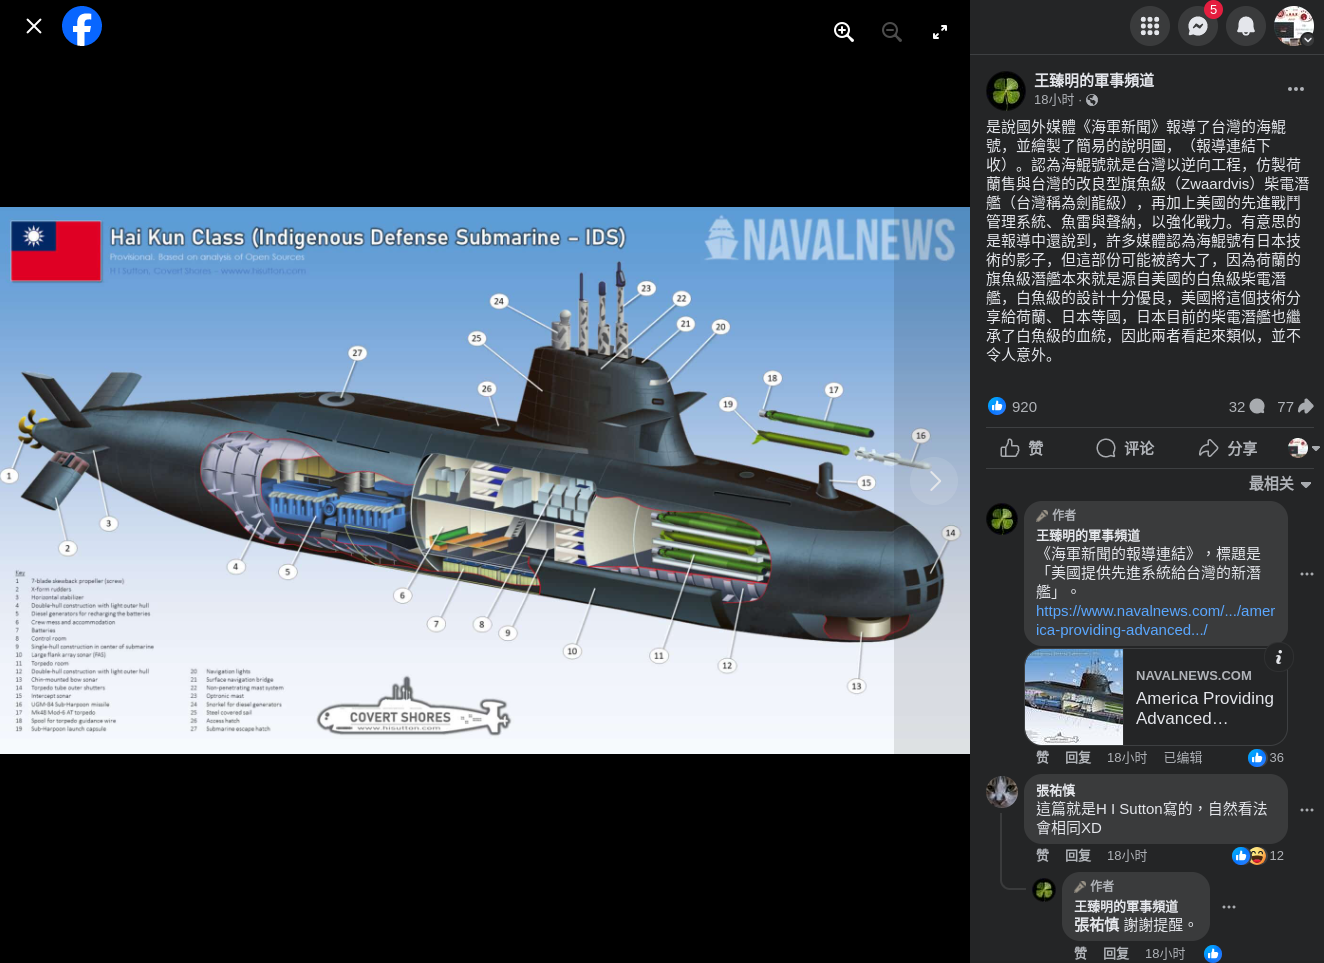 Hai Kun Class (Indigenous Defense Submarine – IDS)
Provisional. Based on analysis of Open Sources
H I Sutton, Covert Shores - wwww.hisutton.com
NAVALNEWS
24
23
22
21
20
25
27
26
18
17
19
16
15
14
1
3
2
4
5
6
7
8
9
10
11
12
13
Key
1 7-blade skewback propeller (screw)
2 X-form rudders
3 Horizontal stabilizer
4 Double-hull construction with light outer hull
5 Diesel generators for recharging the batteries
6 Crew mess and accommodation
7 Batteries
8 Control room
9 Single-hull construction in center of submarine
10 Large flank array sonar (FAS)
11 Torpedo room
12 Double-hull construction with light outer hull
13 Chin-mounted bow sonar
14 Torpedo tube outer shutters
15 Intercept sonar
16 UGM-84 Sub-Harpoon missile
17 Mk48 Mod-6 AT torpedo
18 Spool for torpedo guidance wire
19 Sub-Harpoon launch capsule
20 Navigation lights
21 Surface navigation bridge
22 Non-penetrating mast system
23 Optronic mast
24 Snorkel for diesel generators
25 Steel covered sail
26 Access hatch
27 Submarine escape hatch
COVERT SHORES
www.hisutton.com
5
王臻明的軍事頻道
18小时 ·
是說國外媒體《海軍新聞》報導了台灣的海鯤
號，並繪製了簡易的說明圖，（報導連結下
收）。認為海鯤號就是台灣以逆向工程，仿製荷
蘭售與台灣的改良型旗魚級（Zwaardvis）柴電潛
艦（台灣稱為劍龍級），再加上美國的先進戰鬥
管理系統、魚雷與聲納，以強化戰力。有意思的
是報導中還說到，許多媒體認為海鯤號有日本技
術的影子，但這部份可能被誇大了，因為荷蘭的
旗魚級潛艦本來就是源自美國的白魚級柴電潛
艦，白魚級的設計十分優良，美國將這個技術分
享給荷蘭、日本等國，日本目前的柴電潛艦也繼
承了白魚級的血統，因此兩者看起來類似，並不
令人意外。
920 32 77
赞 评论 分享
最相关
作者
王臻明的軍事頻道
《海軍新聞的報導連結》，標題是
「美國提供先進系統給台灣的新潛
艦」。
https://www.navalnews.com/.../amer
ica-providing-advanced.../
NAVALNEWS.COM
America Providing
Advanced…
赞 回复 18小时 已编辑 36
張祐慎
這篇就是H I Sutton寫的，自然看法
會相同XD
赞 回复 18小时 12
作者
王臻明的軍事頻道
張祐慎 謝謝提醒。
赞 回复 18小时